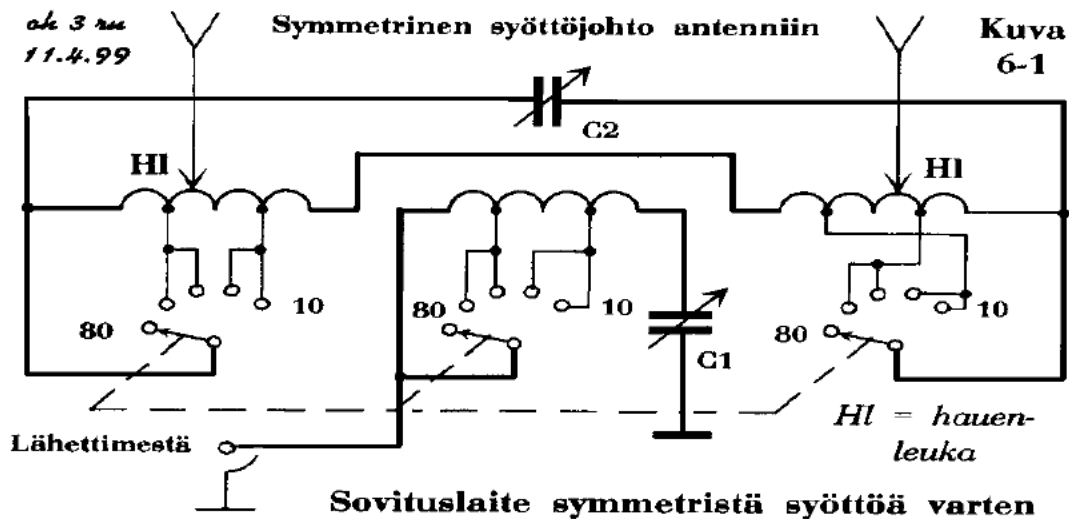 oh 3 ru
11.4.99
Symmetrinen syöttöjohto antenniin
Kuva
6-1
C2
Hl
Hl
10
10
10
80
80
80
C1
Lähettimestä
Hl = hauen-
leuka
Sovituslaite symmetristä syöttöä varten